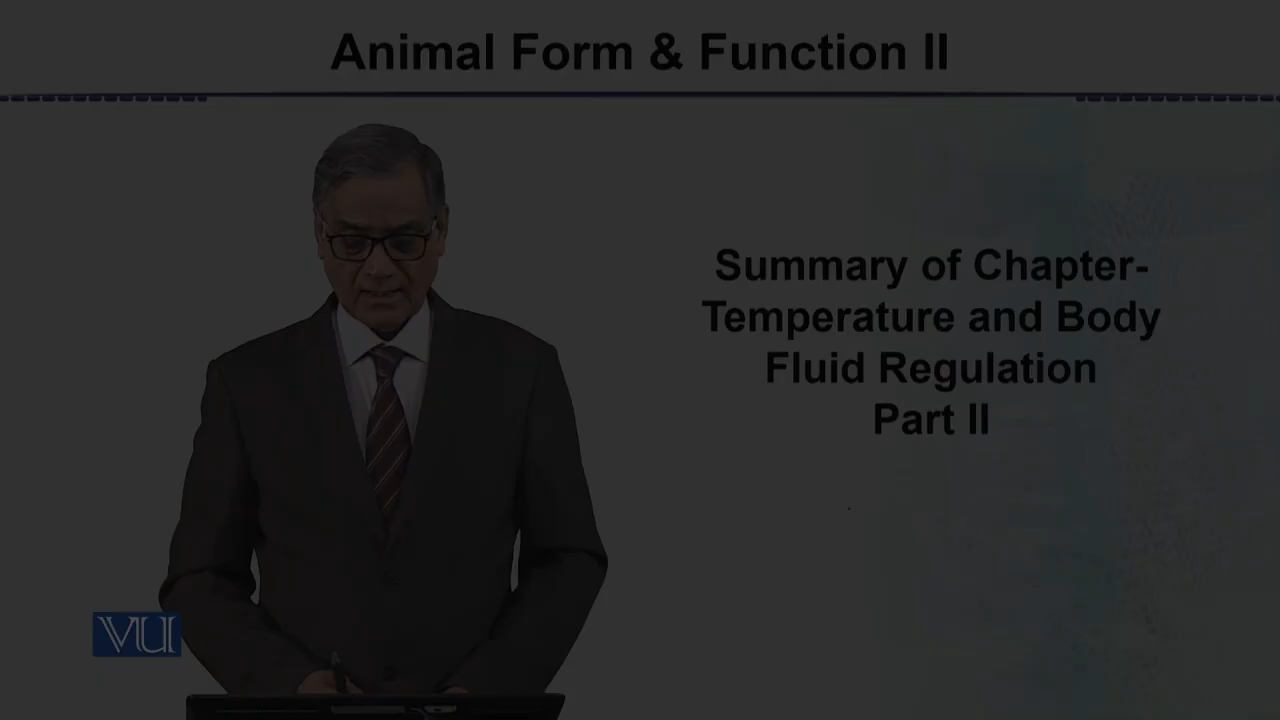 Animal Form & Function II
Summary of Chapter-
Temperature and Body
Fluid Regulation
Part II
VU